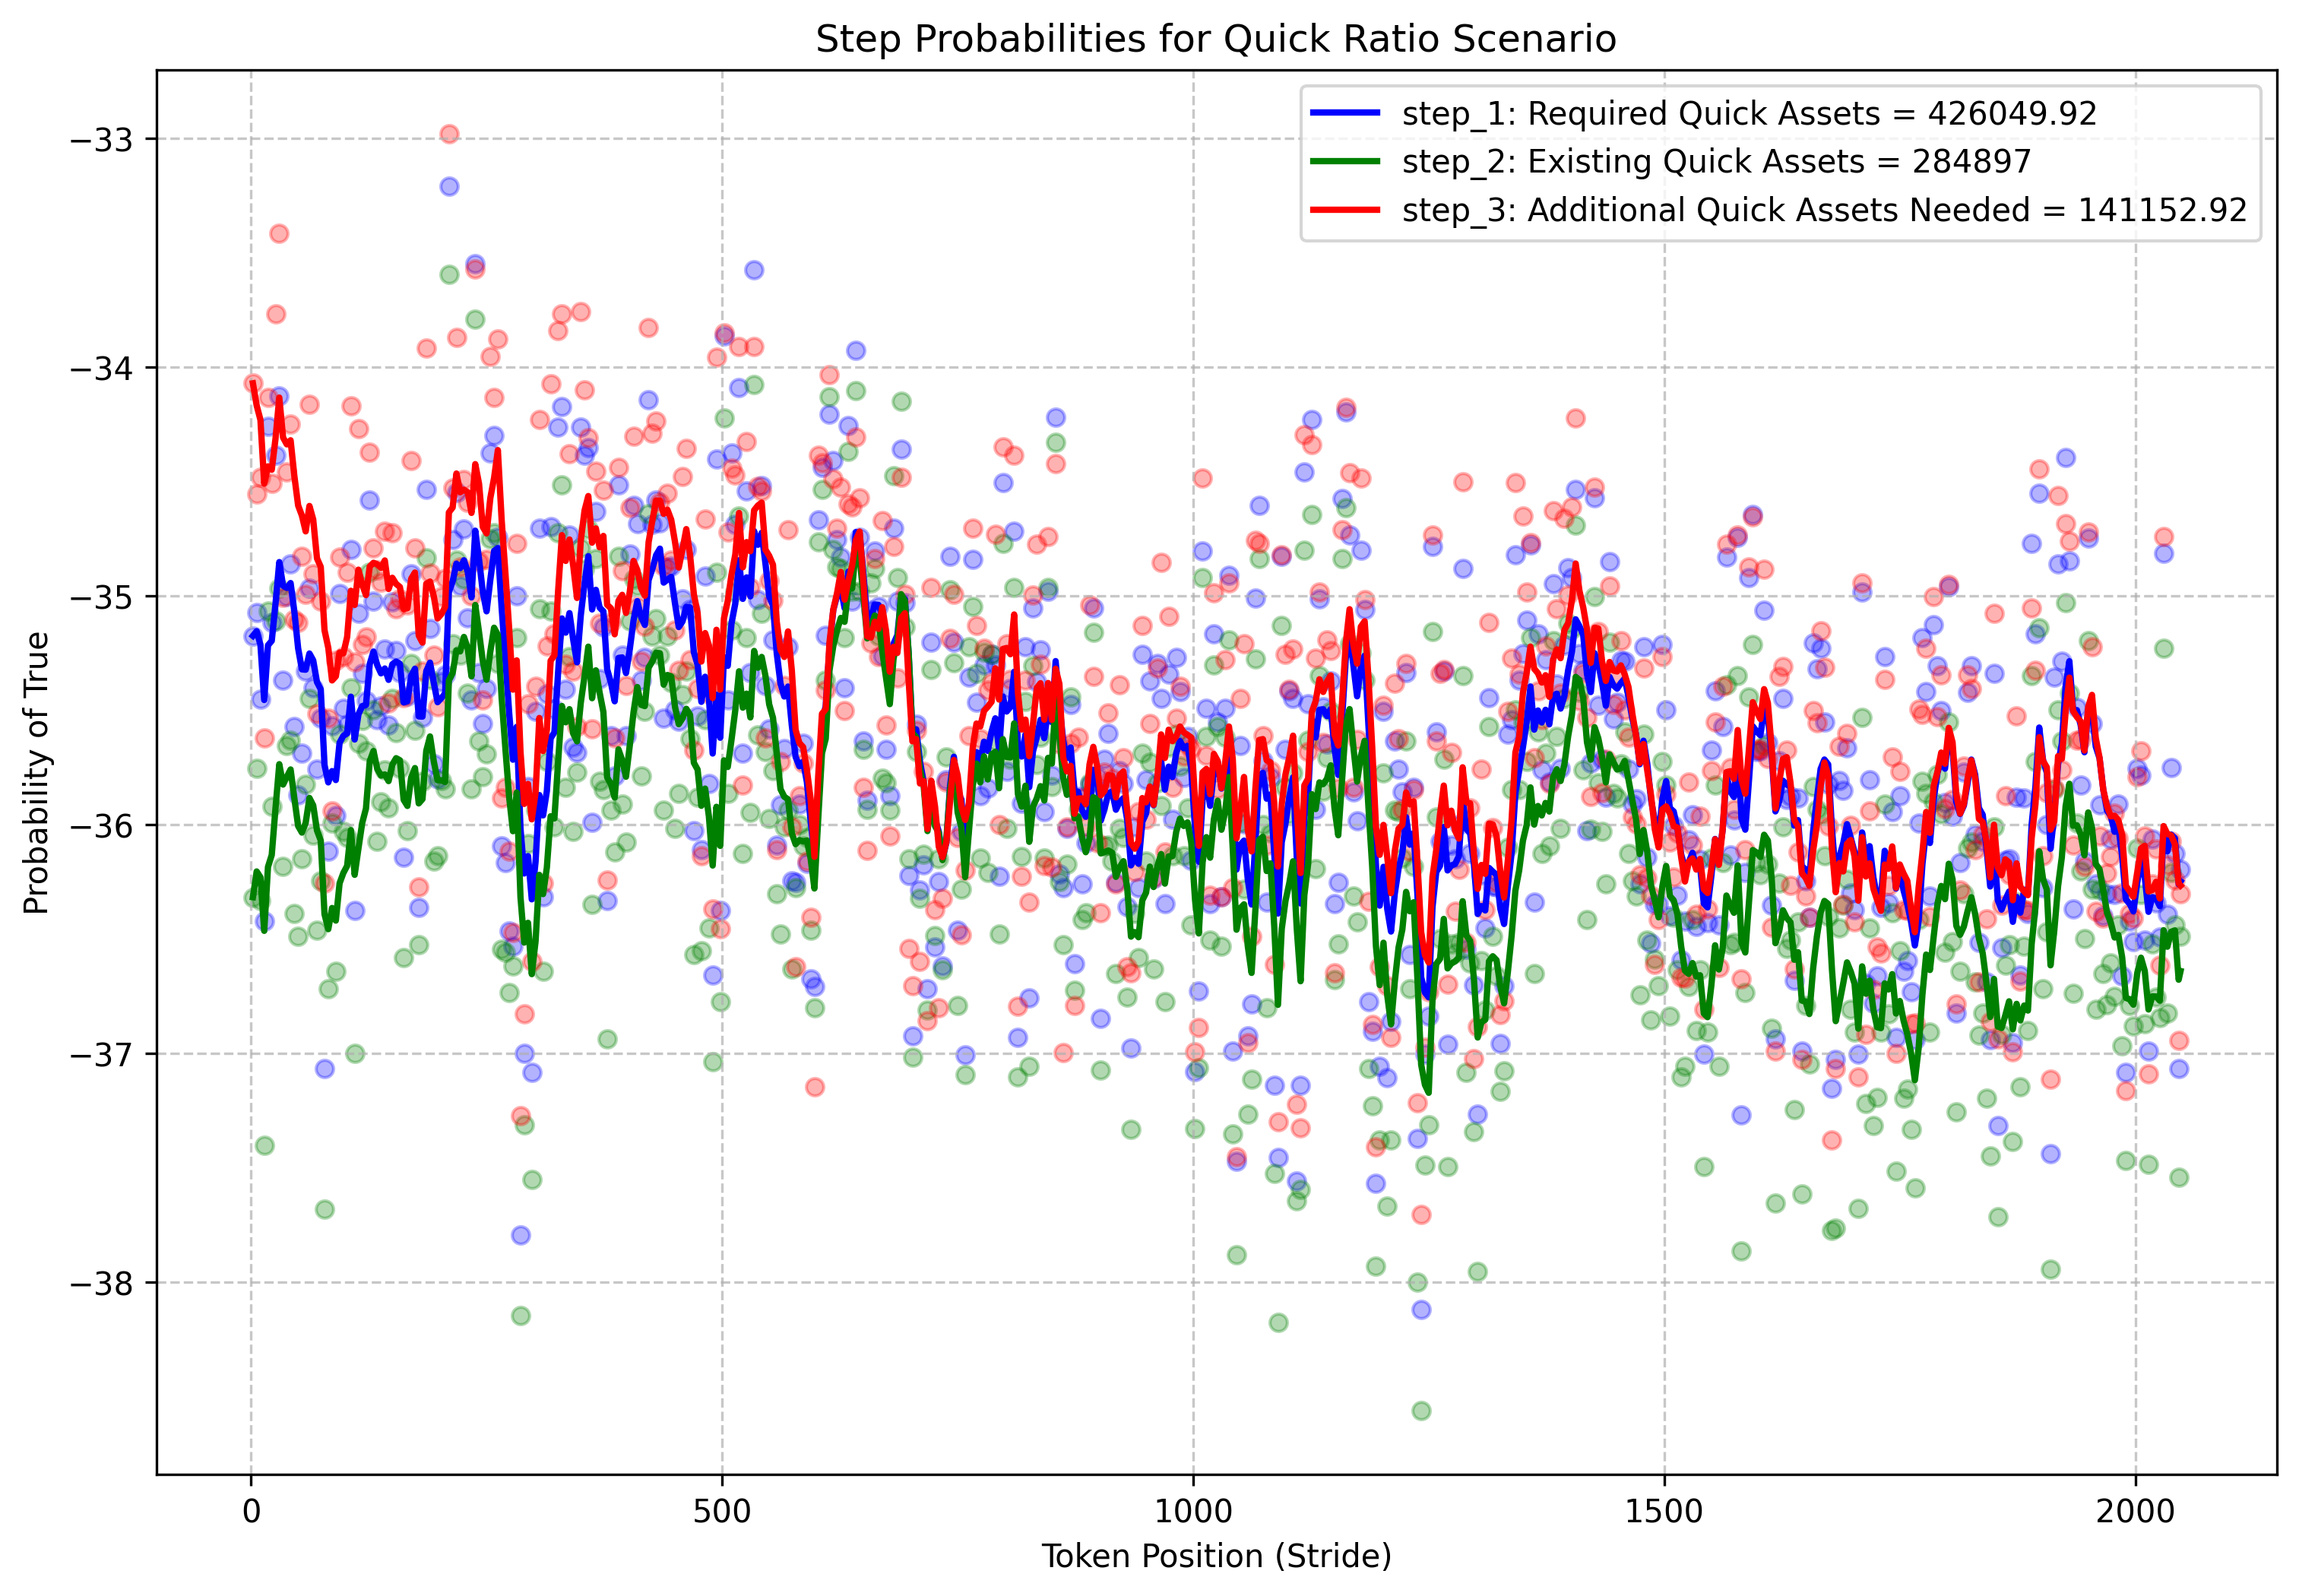 Step Probabilities for Quick Ratio Scenario
step_1: Required Quick Assets = 426049.92
step_2: Existing Quick Assets = 284897
step_3: Additional Quick Assets Needed = 141152.92
Probability of True
−33
−34
−35
−36
−37
−38
0
500
1000
1500
2000
Token Position (Stride)